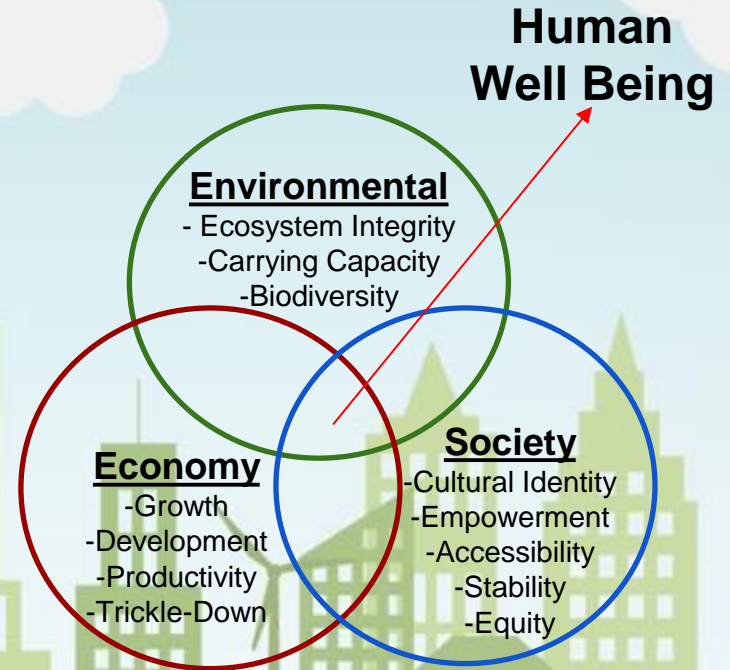 Human
Well Being
Environmental
- Ecosystem Integrity
-Carrying Capacity
-Biodiversity
Economy
-Growth
-Development
-Productivity
-Trickle-Down
Society
-Cultural Identity
-Empowerment
-Accessibility
-Stability
-Equity